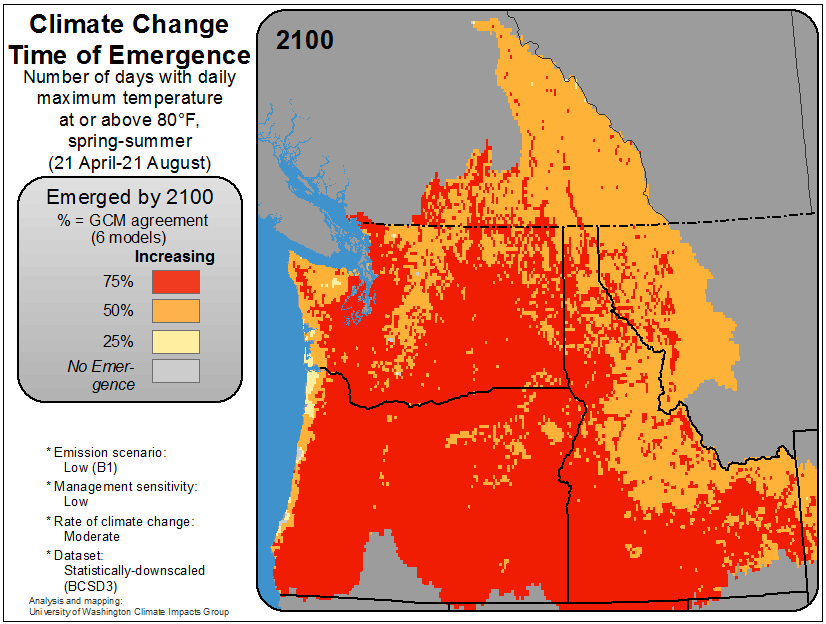 Climate Change
Time of Emergence
Number of days with daily
maximum temperature
at or above 80°F,
spring-summer
(21 April-21 August)
Emerged by 2100
% = GCM agreement
(6 models)
Increasing
75%
50%
25%
No Emer-
gence
* Emission scenario:
Low (B1)
* Management sensitivity:
Low
* Rate of climate change:
Moderate
* Dataset:
Statistically-downscaled
(BCSD3)
Analysis and mapping:
University of Washington Climate Impacts Group
2100